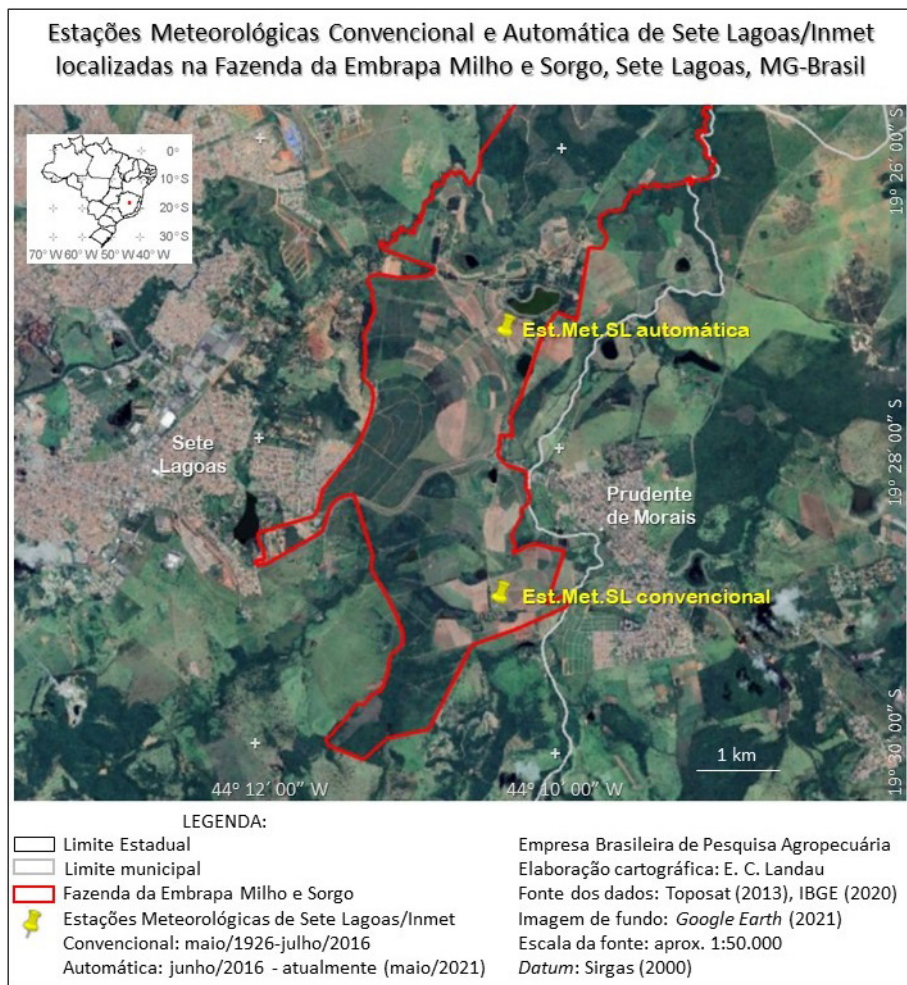 Estações Meteorológicas Convencional e Automática de Sete Lagoas/Inmet
localizadas na Fazenda da Embrapa Milho e Sorgo, Sete Lagoas, MG-Brasil
0°
10° S
20° S
30° S
70° W 60° W 50° W 40° W
19° 26´ 00” S
Est.Met.SL automática
Sete
Lagoas
19° 28´ 00” S
Prudente
de Morais
Est.Met.SL convencional
1 km
19° 30´ 00” S
44° 12´ 00” W
44° 10´ 00” W
LEGENDA:
Limite Estadual
Limite municipal
Fazenda da Embrapa Milho e Sorgo
Estações Meteorológicas de Sete Lagoas/Inmet
Convencional: maio/1926-julho/2016
Automática: junho/2016 - atualmente (maio/2021)
Empresa Brasileira de Pesquisa Agropecuária
Elaboração cartográfica: E. C. Landau
Fonte dos dados: Toposat (2013), IBGE (2020)
Imagem de fundo: Google Earth (2021)
Escala da fonte: aprox. 1:50.000
Datum: Sirgas (2000)